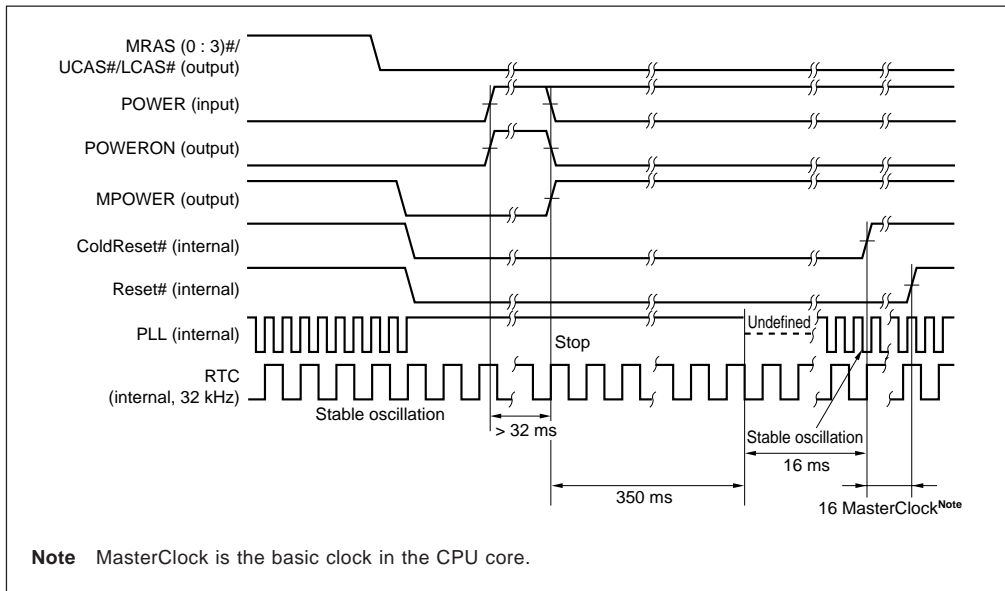 MRAS (0 : 3)#/
UCAS#/LCAS# (output)
POWER (input)
POWERON (output)
MPOWER (output)
ColdReset# (internal)
Reset# (internal)
PLL (internal)
Undefined
Stop
RTC
(internal, 32 kHz)
Stable oscillation
> 32 ms
Stable oscillation
16 ms
350 ms
16 MasterClockNote
Note MasterClock is the basic clock in the CPU core.